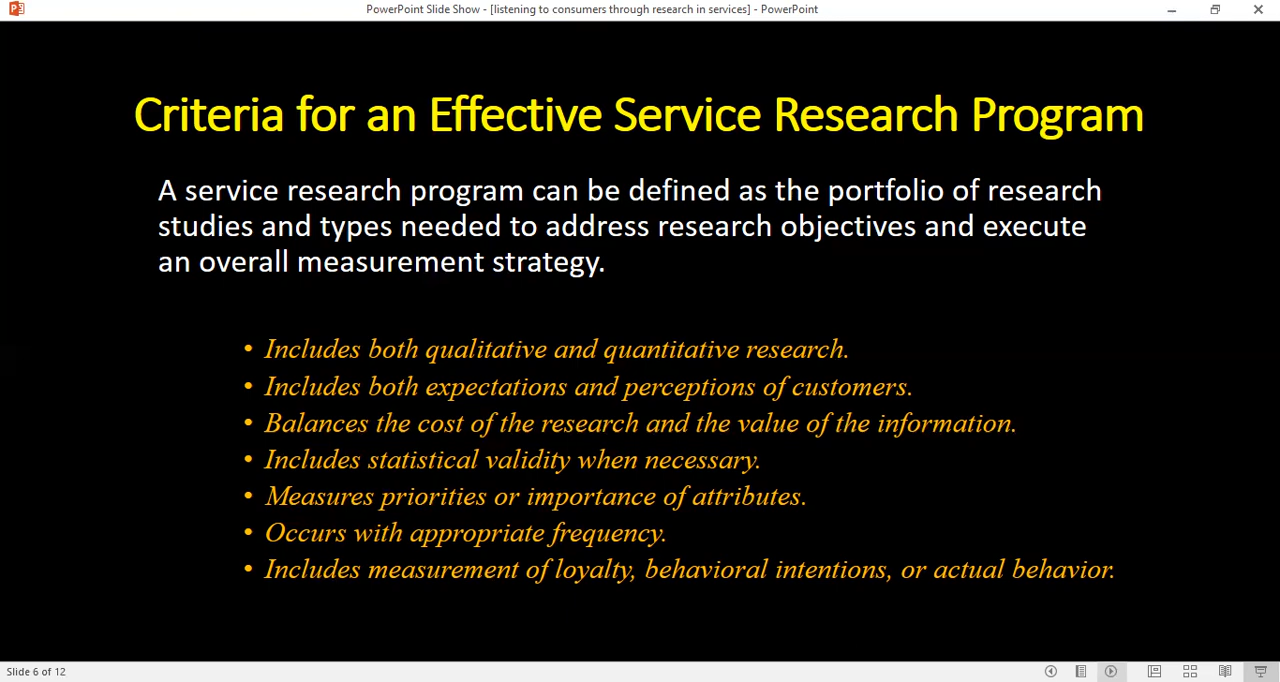 PowerPoint Slide Show - [listening to consumers through research in services] - PowerPoint
Criteria for an Effective Service Research Program
A service research program can be defined as the portfolio of research
studies and types needed to address research objectives and execute
an overall measurement strategy.
• Includes both qualitative and quantitative research.
• Includes both expectations and perceptions of customers.
• Balances the cost of the research and the value of the information.
• Includes statistical validity when necessary.
• Measures priorities or importance of attributes.
• Occurs with appropriate frequency.
• Includes measurement of loyalty, behavioral intentions, or actual behavior.
Slide 6 of 12